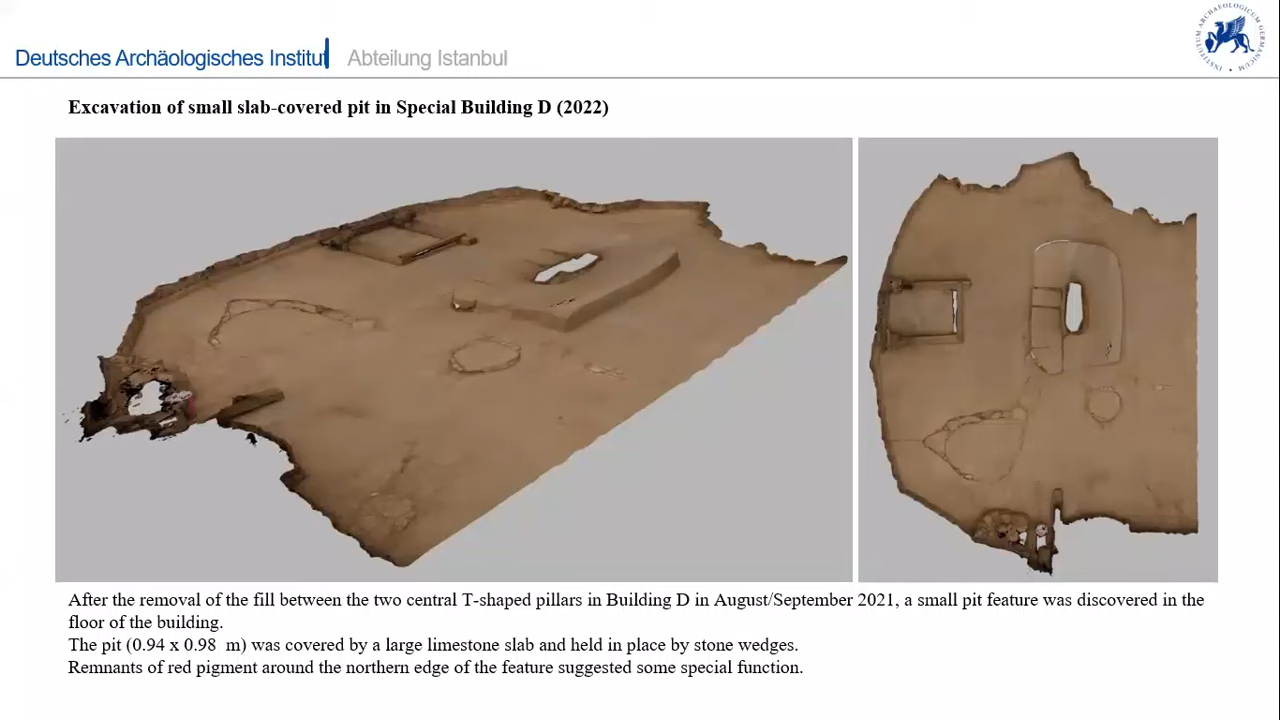 Deutsches Archäologisches Institut Abteilung Istanbul
INSTITUTUM ARCHAEOLOGICUM GERMANICUM
Excavation of small slab-covered pit in Special Building D (2022)
After the removal of the fill between the two central T-shaped pillars in Building D in August/September 2021, a small pit feature was discovered in the
floor of the building.
The pit (0.94 x 0.98 m) was covered by a large limestone slab and held in place by stone wedges.
Remnants of red pigment around the northern edge of the feature suggested some special function.